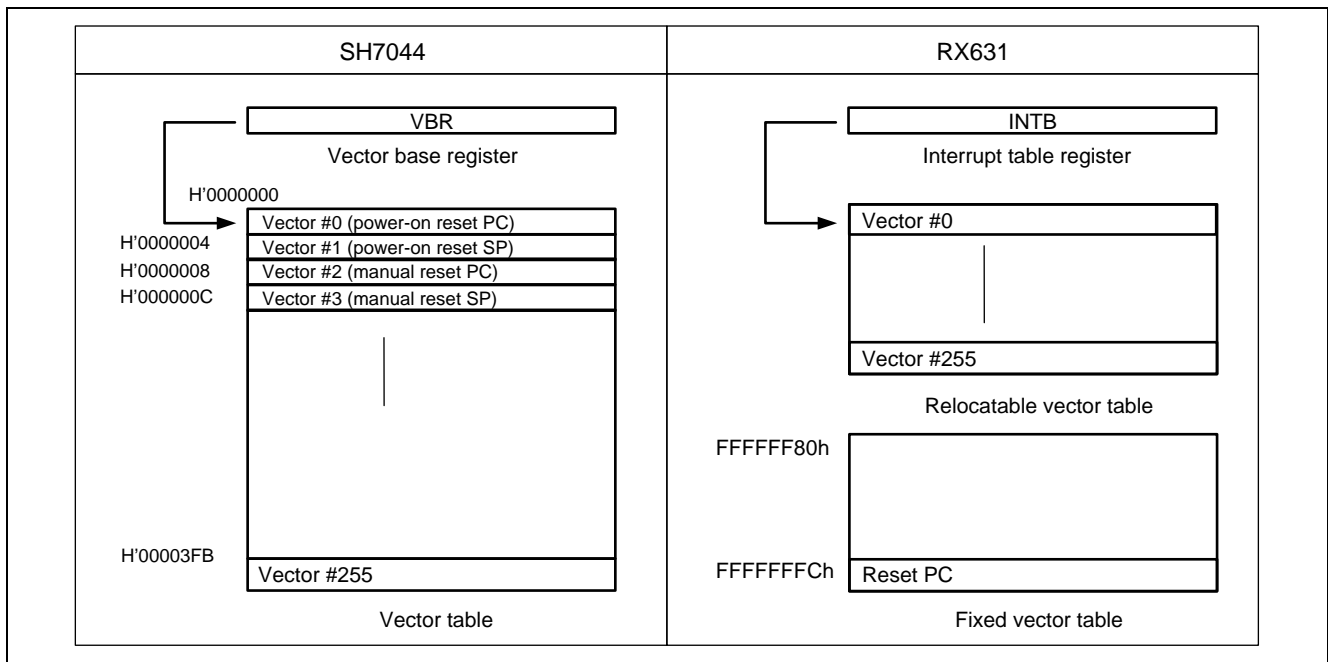 SH7044
VBR
Vector base register
H'0000000
Vector #0 (power-on reset PC)
H'0000004
Vector #1 (power-on reset SP)
H'0000008
Vector #2 (manual reset PC)
H'000000C
Vector #3 (manual reset SP)
H'00003FB
Vector #255
Vector table
RX631
INTB
Interrupt table register
Vector #0
Vector #255
Relocatable vector table
FFFFFF80h
FFFFFFFCh
Reset PC
Fixed vector table